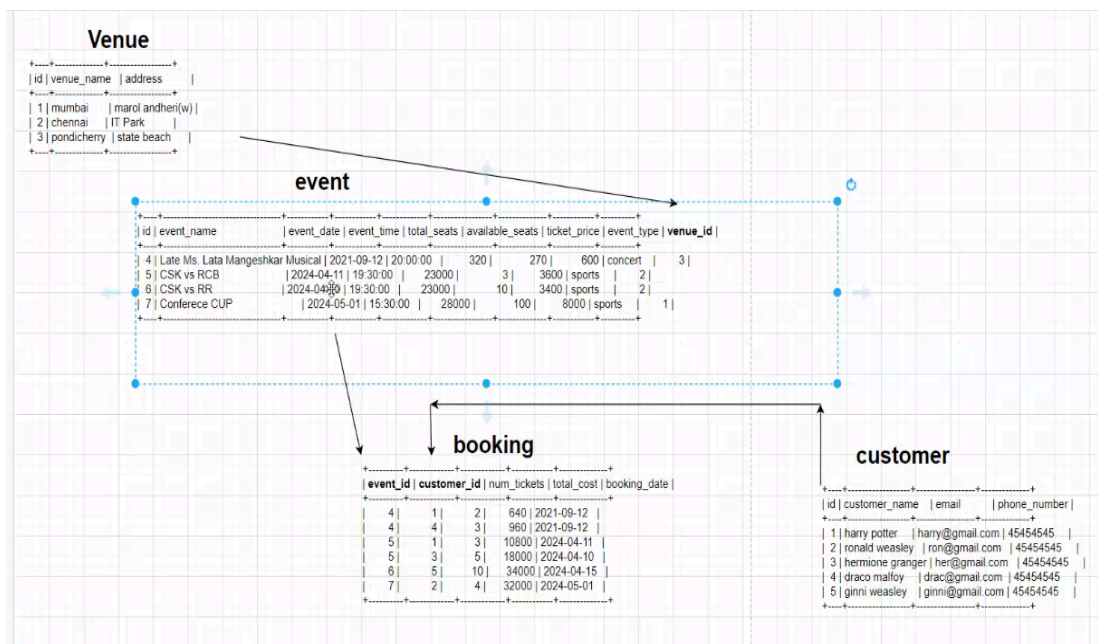 Venue
+----+--------------+------------------+
| id | venue_name | address |
+----+--------------+------------------+
| 1 | mumbai | marol andheri(w) |
| 2 | chennai | IT Park |
| 3 | pondicherry | state beach |
+----+--------------+------------------+
event
+----+----------------------------------+------------+------------+-------------+-----------------+--------------+------------+----------+
| id | event_name | event_date | event_time | total_seats | available_seats | ticket_price | event_type | venue_id |
+----+----------------------------------+------------+------------+-------------+-----------------+--------------+------------+----------+
| 4 | Late Ms. Lata Mangeshkar Musical | 2021-09-12 | 20:00:00 | 320 | 270 | 600 | concert | 3 |
| 5 | CSK vs RCB | 2024-04-11 | 19:30:00 | 23000 | 3 | 3600 | sports | 2 |
| 6 | CSK vs RR | 19:30:00 | 23000 | 10 | 3400 | sports | 2 |
| 7 | Conferece CUP | 2024-05-01 | 15:30:00 | 28000 | 100 | 8000 | sports | 1 |
+----+----------------------------------+------------+------------+-------------+-----------------+--------------+------------+----------+
booking
+----------+-------------+-------------+------------+--------------+
| event_id | customer_id | num_tickets | total_cost | booking_date |
+----------+-------------+-------------+------------+--------------+
| 4 | 1 | 2 | 640 | 2021-09-12 |
| 4 | 4 | 3 | 960 | 2021-09-12 |
| 5 | 1 | 3 | 10800 | 2024-04-11 |
| 5 | 3 | 5 | 18000 | 2024-04-10 |
| 6 | 5 | 10 | 34000 | 2024-04-15 |
| 7 | 2 | 4 | 32000 | 2024-05-01 |
+----------+-------------+-------------+------------+--------------+
customer
+----+------------------+-----------------+--------------+
| id | customer_name | email | phone_number |
+----+------------------+-----------------+--------------+
| 1 | harry potter | harry@gmail.com | 45454545 |
| 2 | ronald weasley | ron@gmail.com | 45454545 |
| 3 | hermione granger | her@gmail.com | 45454545 |
| 4 | draco malfoy | drac@gmail.com | 45454545 |
| 5 | ginni weasley | ginni@gmail.com | 45454545 |
+----+------------------+-----------------+--------------+